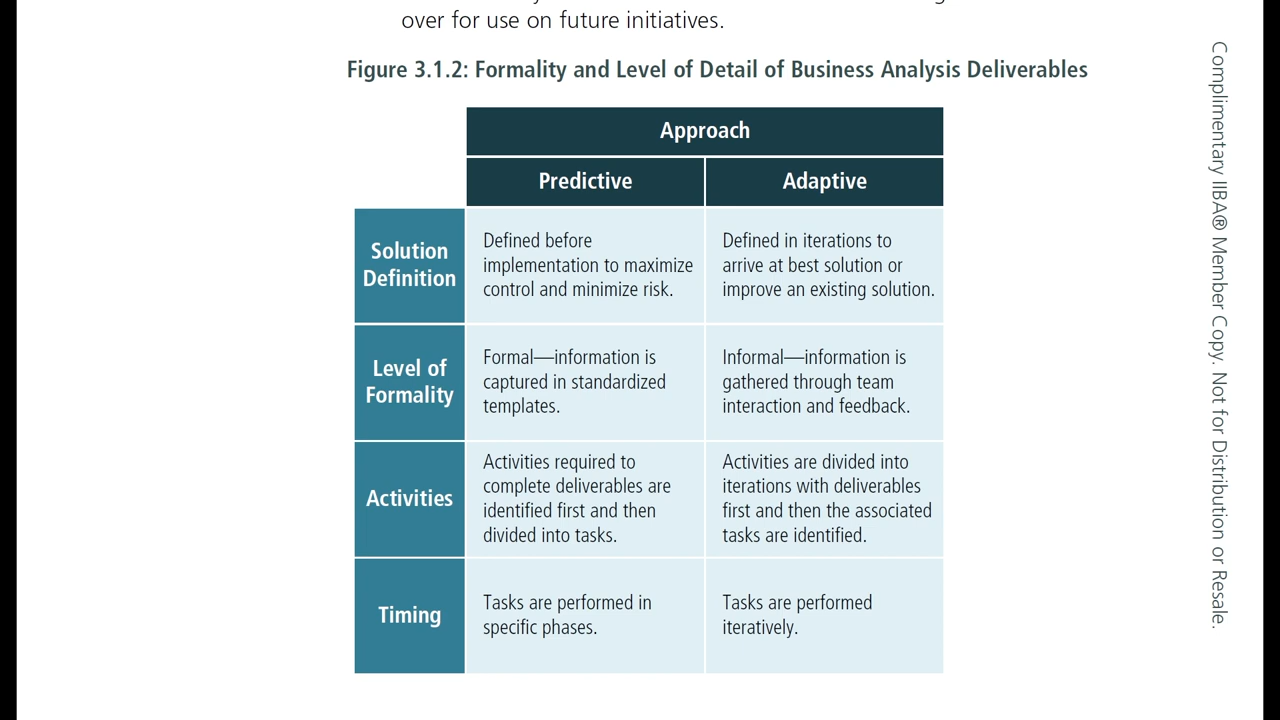 over for use on future initiatives.
Figure 3.1.2: Formality and Level of Detail of Business Analysis Deliverables
Approach
Predictive
Adaptive
Solution
Definition
Defined before
implementation to maximize
control and minimize risk.
Defined in iterations to
arrive at best solution or
improve an existing solution.
Level of
Formality
Formal—information is
captured in standardized
templates.
Informal—information is
gathered through team
interaction and feedback.
Activities
Activities required to
complete deliverables are
identified first and then
divided into tasks.
Activities are divided into
iterations with deliverables
first and then the associated
tasks are identified.
Timing
Tasks are performed in
specific phases.
Tasks are performed
iteratively.
Complimentary IIBA® Member Copy. Not for Distribution or Resale.